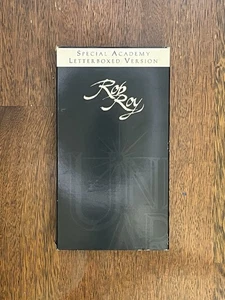 Special Academy
Letterboxed Version
Rob
Roy